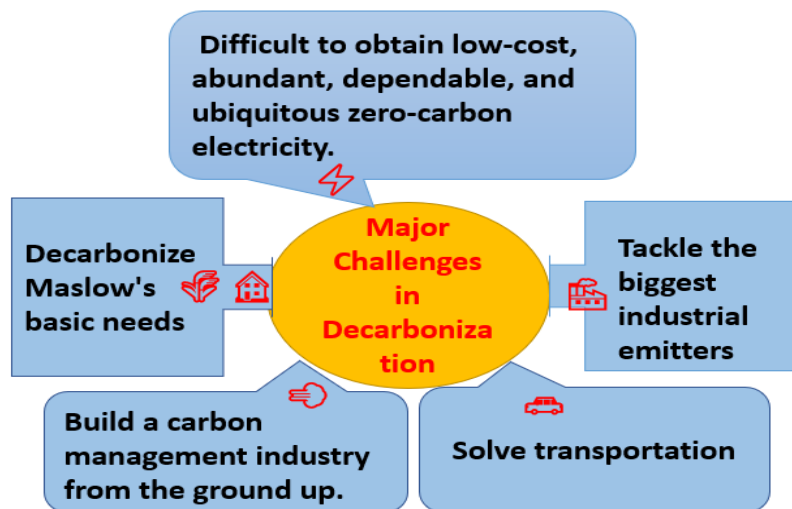 Difficult to obtain low-cost,
abundant, dependable, and
ubiquitous zero-carbon
electricity.
Decarbonize
Maslow's
basic needs
Major
Challenges
in
Decarboniza
tion
Tackle the
biggest
industrial
emitters
Build a carbon
management industry
from the ground up.
Solve transportation